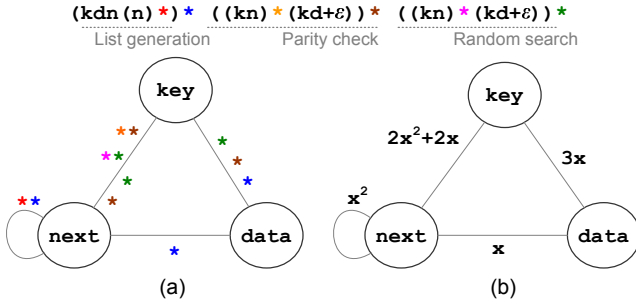 (kdn(n)*)* ((kn)*(kd+ε))* ((kn)*(kd+ε))*
List generation Parity check Random search
key key
** * 2x²+2x 3x
** *
* *
** * x²
next data next data
* x
(a) (b)